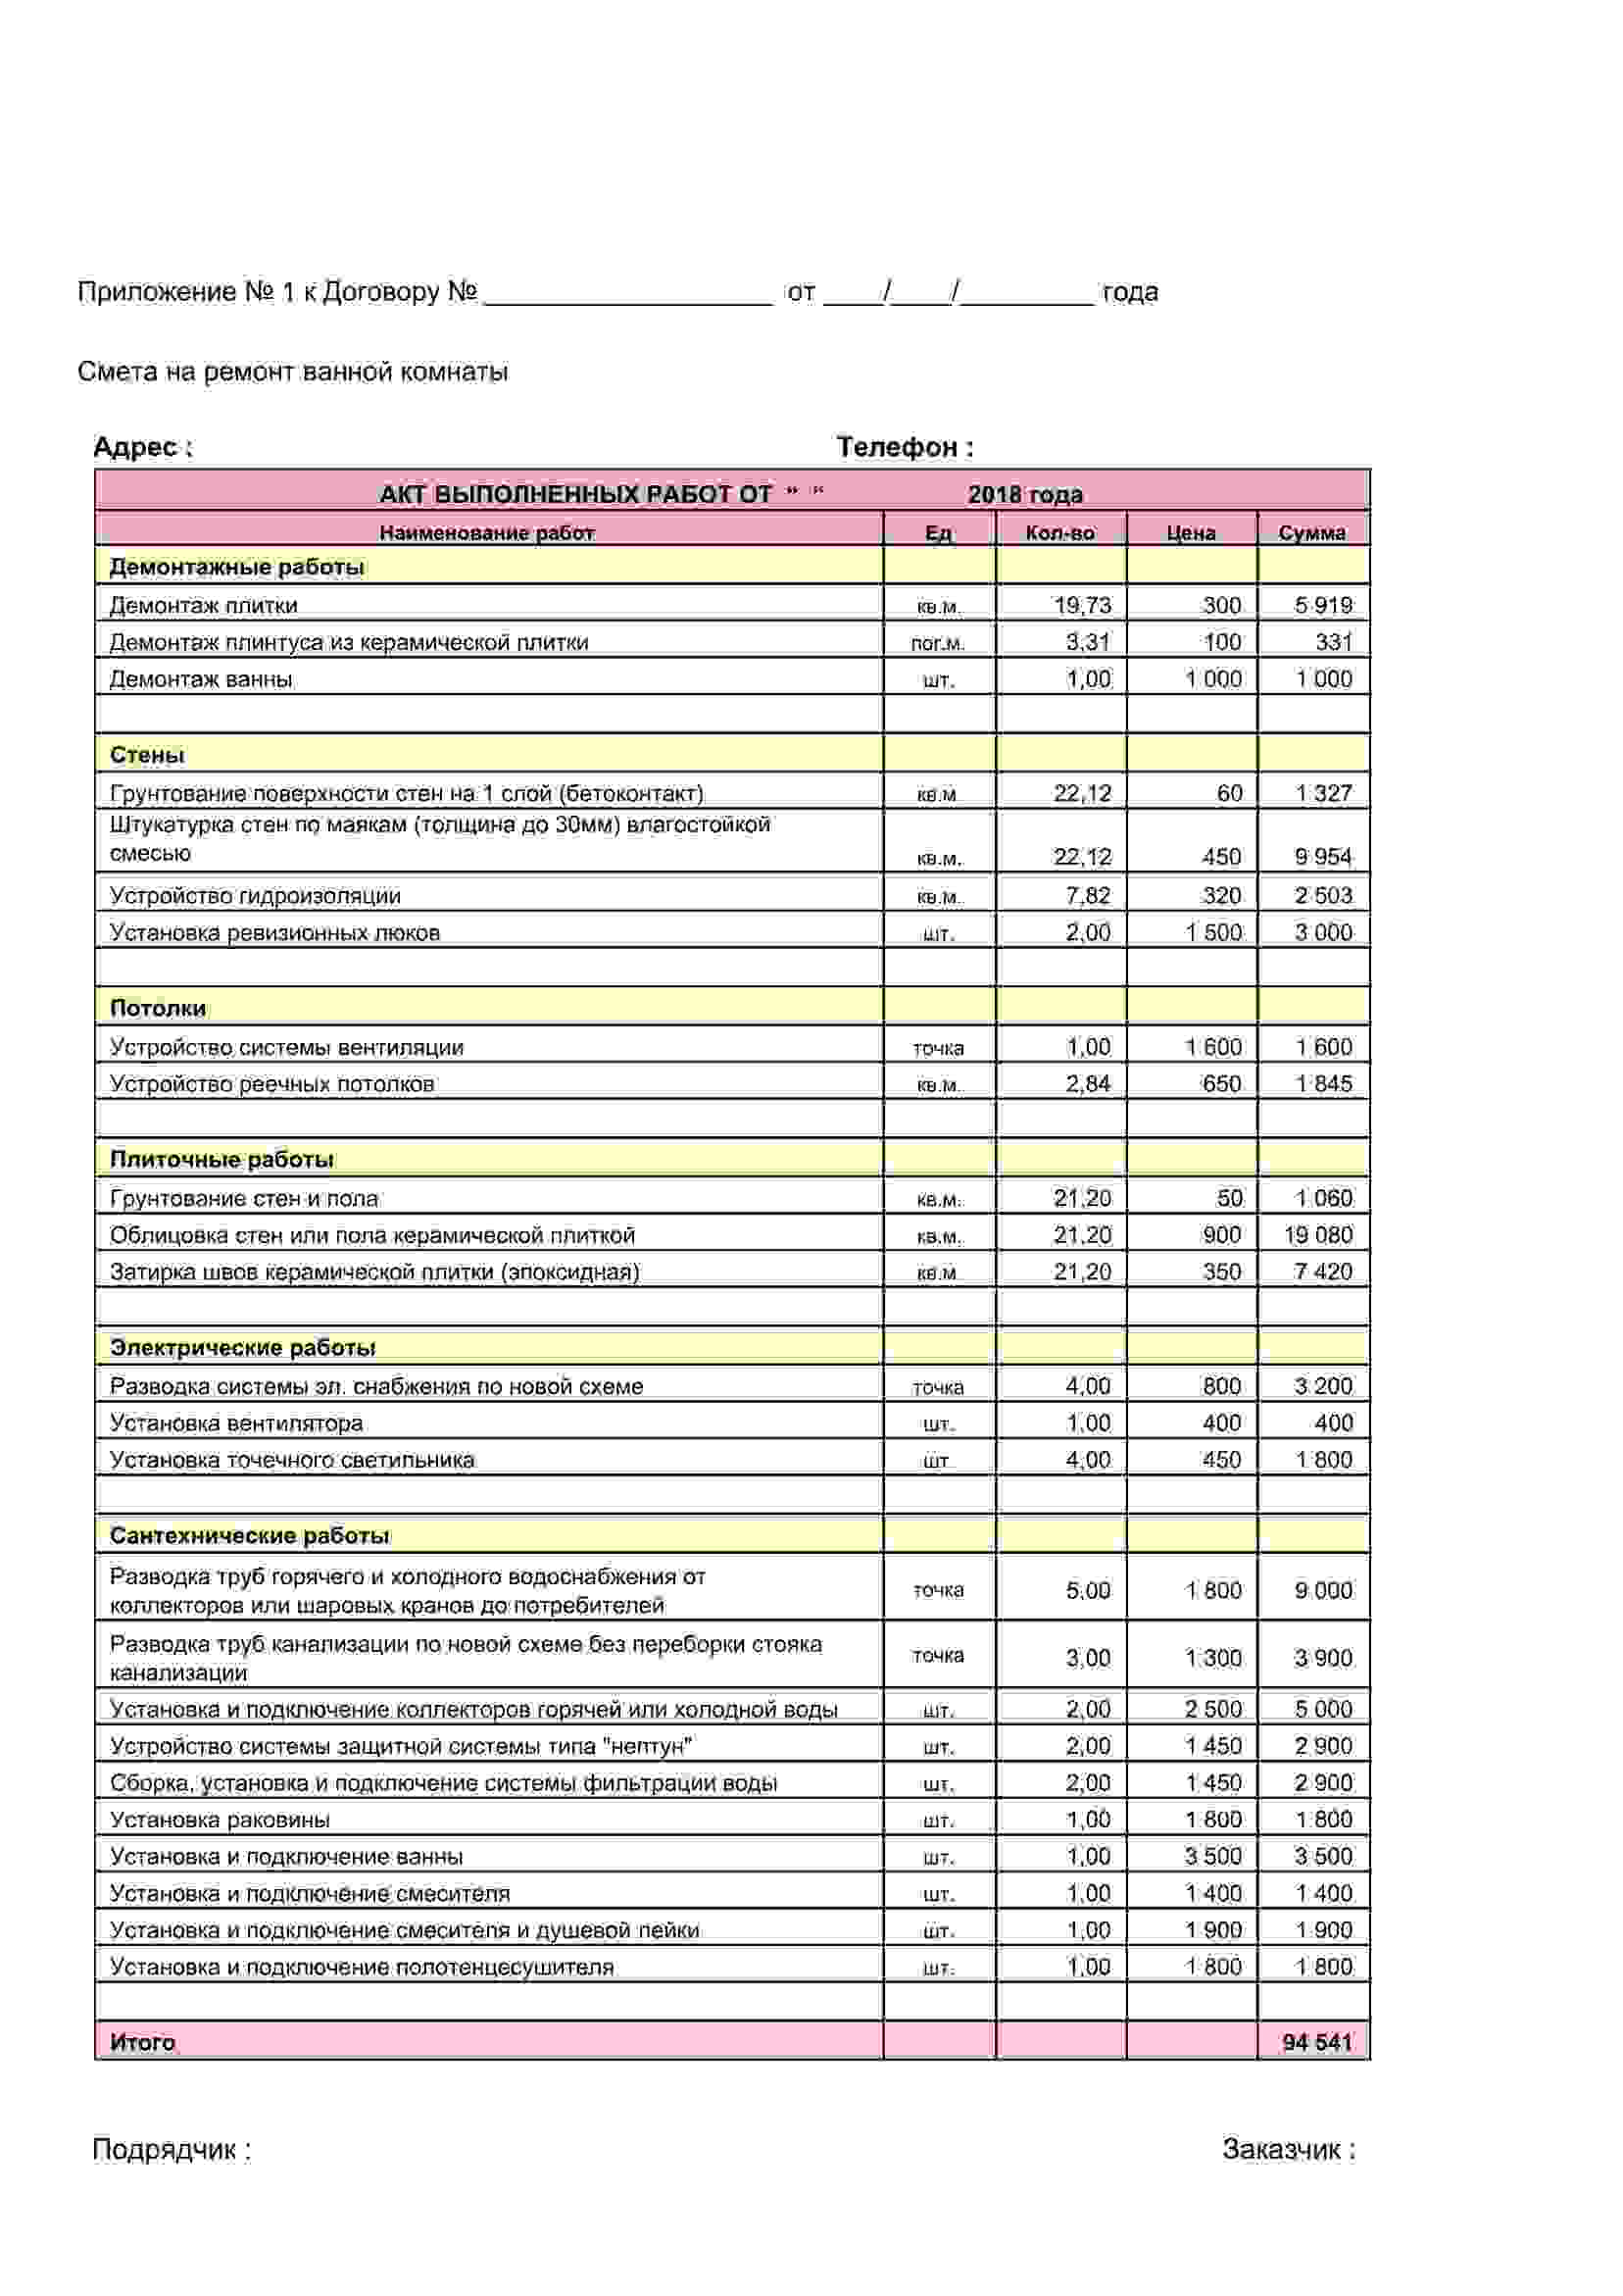 Приложение № 1 к Договору № ___________________ от ____/____/_________ года
Смета на ремонт ванной комнаты
Адрес : Телефон :
АКТ ВЫПОЛНЕННЫХ РАБОТ ОТ " " 2018 года
Наименование работ Ед Кол-во Цена Сумма
Демонтажные работы
Демонтаж плитки кв.м. 19,73 300 5 919
Демонтаж плинтуса из керамической плитки пог.м. 3,31 100 331
Демонтаж ванны шт. 1,00 1 000 1 000
Стены
Грунтование поверхности стен на 1 слой (бетоконтакт) кв.м. 22,12 60 1 327
Штукатурка стен по маякам (толщина до 30мм) влагостойкой
смесью кв.м. 22,12 450 9 954
Устройство гидроизоляции кв.м. 7,82 320 2 503
Установка ревизионных люков шт. 2,00 1 500 3 000
Потолки
Устройство системы вентиляции точка 1,00 1 600 1 600
Устройство реечных потолков кв.м. 2,84 650 1 845
Плиточные работы
Грунтование стен и пола кв.м. 21,20 50 1 060
Облицовка стен или пола керамической плиткой кв.м. 21,20 900 19 080
Затирка швов керамической плитки (эпоксидная) кв.м. 21,20 350 7 420
Электрические работы
Разводка системы эл. снабжения по новой схеме точка 4,00 800 3 200
Установка вентилятора шт. 1,00 400 400
Установка точечного светильника шт. 4,00 450 1 800
Сантехнические работы
Разводка труб горячего и холодного водоснабжения от
коллекторов или шаровых кранов до потребителей точка 5,00 1 800 9 000
Разводка труб канализации по новой схеме без переборки стояка
канализации точка 3,00 1 300 3 900
Установка и подключение коллекторов горячей или холодной воды шт. 2,00 2 500 5 000
Устройство системы защитной системы типа "нептун" шт. 2,00 1 450 2 900
Сборка, установка и подключение системы фильтрации воды шт. 2,00 1 450 2 900
Установка раковины шт. 1,00 1 800 1 800
Установка и подключение ванны шт. 1,00 3 500 3 500
Установка и подключение смесителя шт. 1,00 1 400 1 400
Установка и подключение смесителя и душевой лейки шт. 1,00 1 900 1 900
Установка и подключение полотенцесушителя шт. 1,00 1 800 1 800
Итого 94 541
Подрядчик : Заказчик :